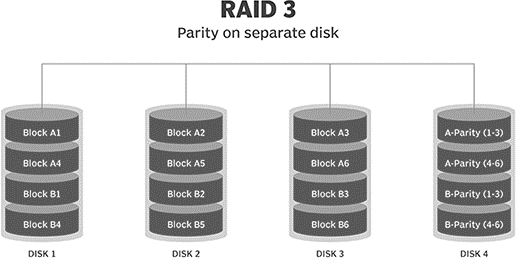 RAID 3
Parity on separate disk
Block A1 Block A2 Block A3 A-Parity (1-3)
Block A4 Block A5 Block A6 A-Parity (4-6)
Block B1 Block B2 Block B3 B-Parity (1-3)
Block B4 Block B5 Block B6 B-Parity (4-6)
DISK 1 DISK 2 DISK 3 DISK 4